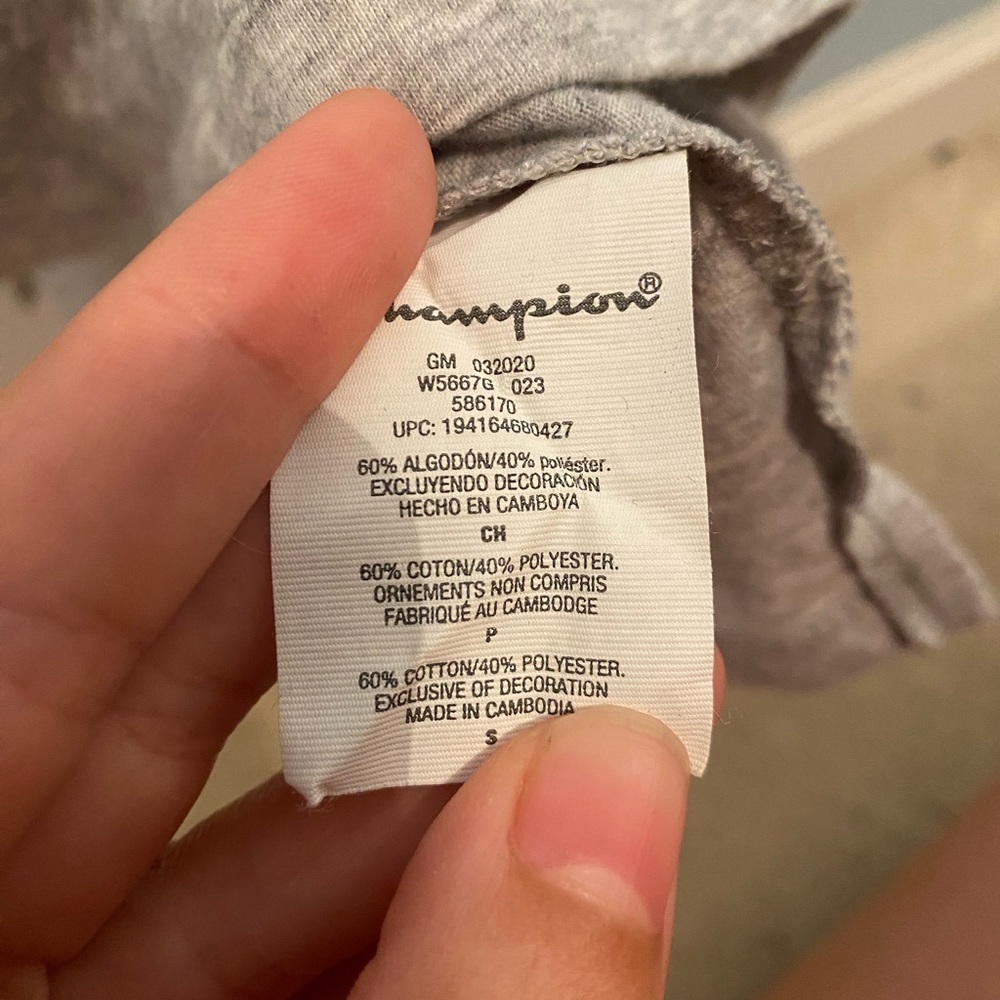 Champion®
GM 032020
W5667G 023
586170
UPC: 194164680427
60% ALGODÓN/40% poliéster.
EXCLUYENDO DECORACIÓN
HECHO EN CAMBOYA
CH
60% COTON/40% POLYESTER.
ORNEMENTS NON COMPRIS
FABRIQUÉ AU CAMBODGE
P
60% COTTON/40% POLYESTER.
EXCLUSIVE OF DECORATION
MADE IN CAMBODIA
S